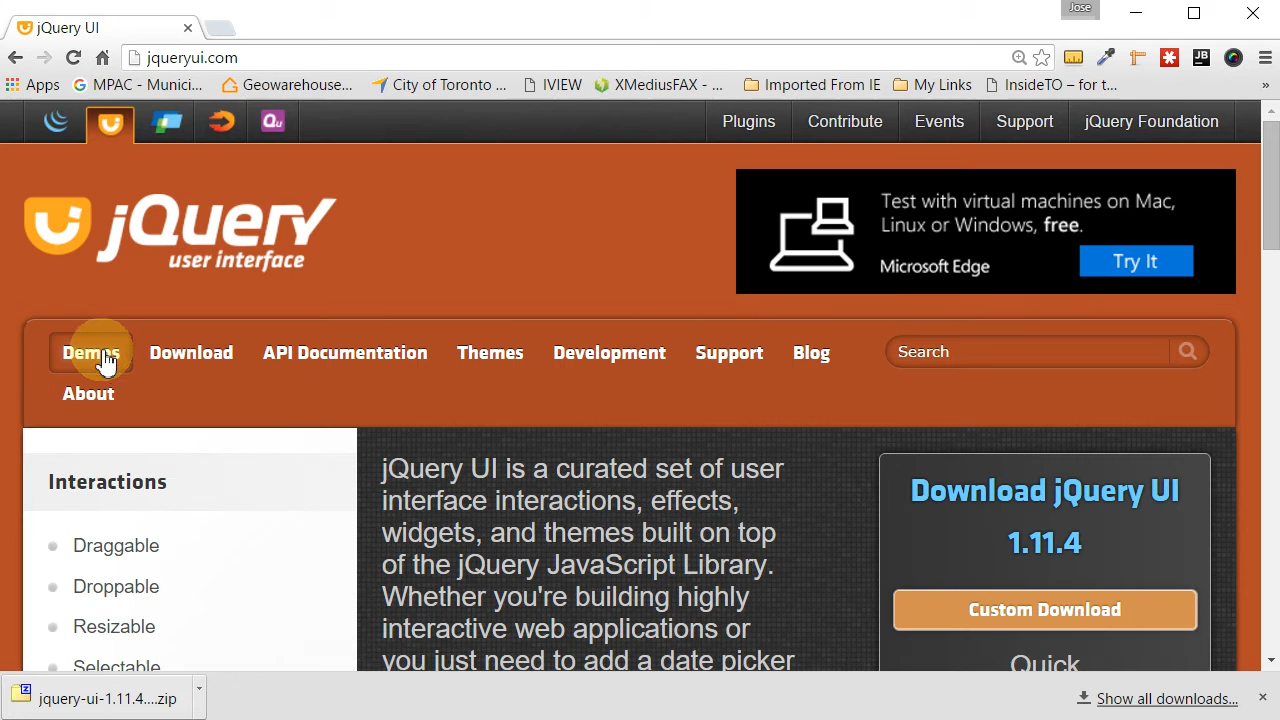 Jose
jQuery UI
jqueryui.com
JB
Apps MPAC - Munici... Geowarehouse... City of Toronto ... IVIEW XMediusFAX - ... Imported From IE My Links InsideTO – for t... »
Qu Plugins Contribute Events Support jQuery Foundation
jQuery
user interface
Test with virtual machines on Mac,
Linux or Windows, free.
Microsoft Edge
Try It
Demos Download API Documentation Themes Development Support Blog Search
About
Interactions
Draggable
Droppable
Resizable
Selectable
jQuery UI is a curated set of user
interface interactions, effects,
widgets, and themes built on top
of the jQuery JavaScript Library.
Whether you're building highly
interactive web applications or
you just need to add a date picker
Download jQuery UI
1.11.4
Custom Download
Quick
jquery-ui-1.11.4....zip
Show all downloads...